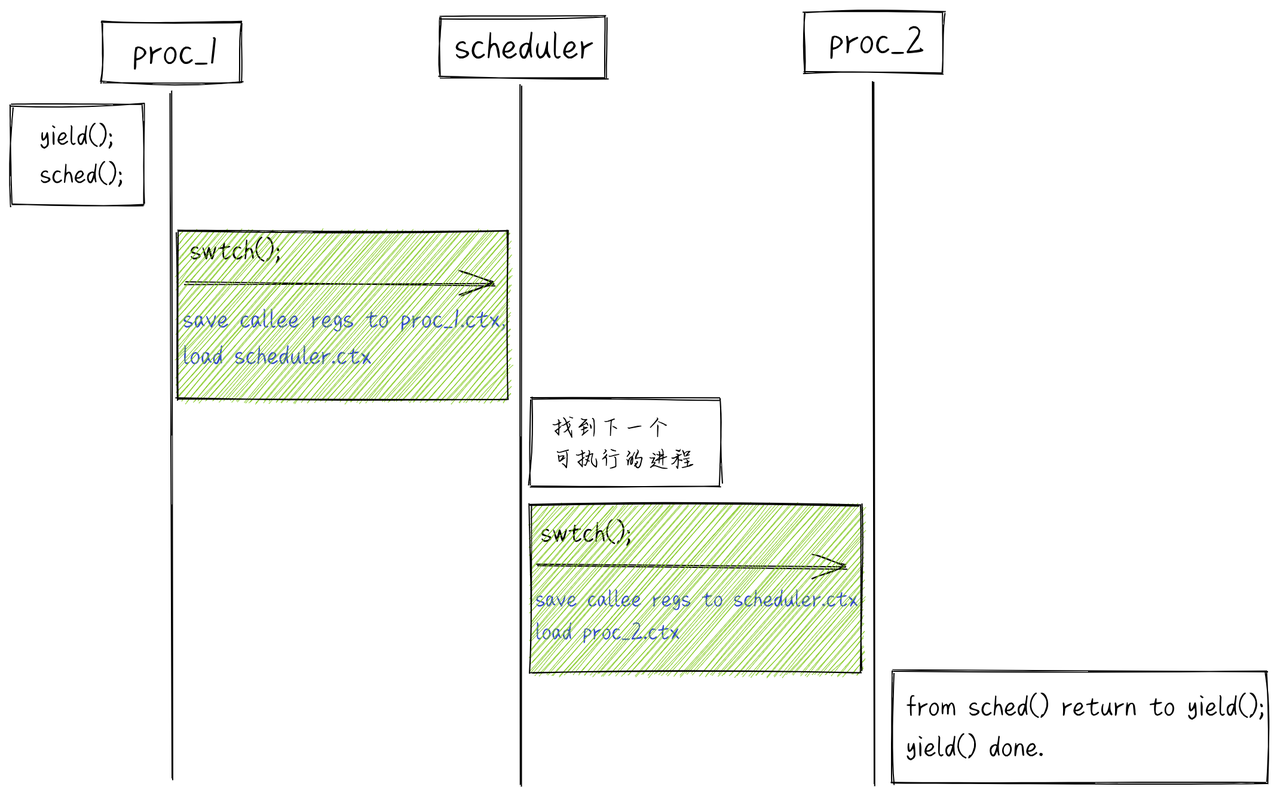 proc_1
scheduler
proc_2
yield();
sched();
swtch();
save callee regs to proc_1.ctx,
load scheduler.ctx
找到下一个
可执行的进程
swtch();
save callee regs to scheduler.ctx
load proc_2.ctx
from sched() return to yield();
yield() done.